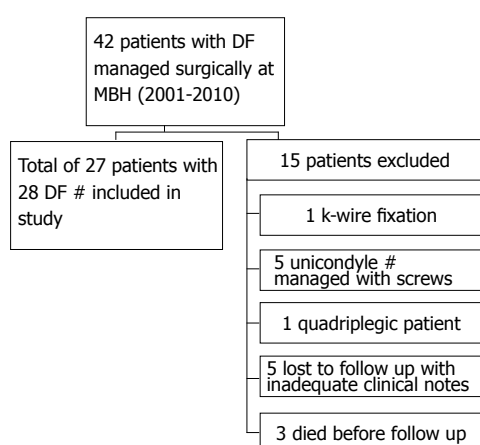 42 patients with DF
managed surgically at
MBH (2001-2010)
Total of 27 patients with
28 DF # included in
study
15 patients excluded
1 k-wire fixation
5 unicondyle #
managed with screws
1 quadriplegic patient
5 lost to follow up with
inadequate clinical notes
3 died before follow up